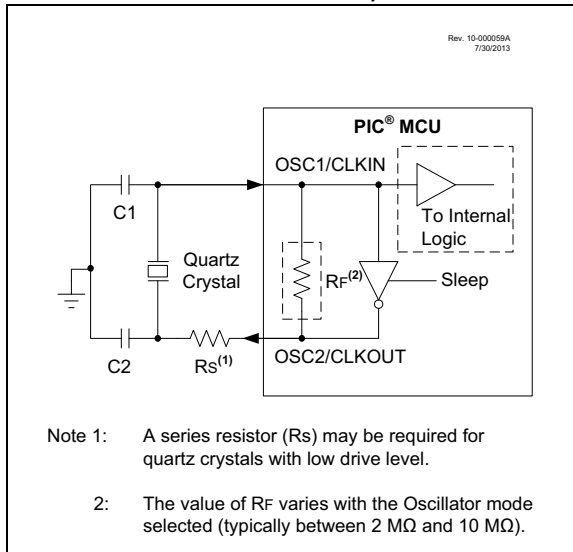 Rev. 10-000059A
7/30/2013
PIC® MCU
OSC1/CLKIN
C1
To Internal
Logic
Quartz
Crystal
RF(2)
Sleep
C2
RS(1)
OSC2/CLKOUT
Note 1: A series resistor (Rs) may be required for
quartz crystals with low drive level.
2: The value of RF varies with the Oscillator mode
selected (typically between 2 MΩ and 10 MΩ).